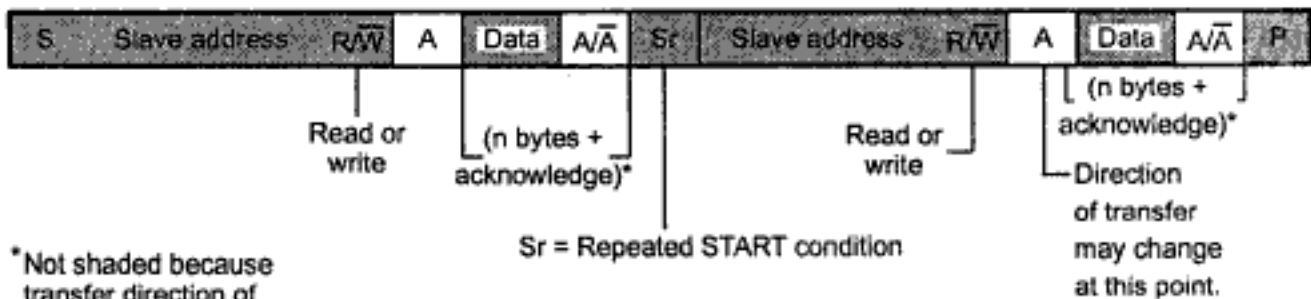 S Slave address R/W̅ A Data A/A̅ Sr Slave address R/W̅ A Data A/A̅ P
Read or
write
(n bytes +
acknowledge)*
Read or
write
(n bytes +
acknowledge)*
Sr = Repeated START condition
Direction
of transfer
may change
at this point.
*Not shaded because
transfer direction of